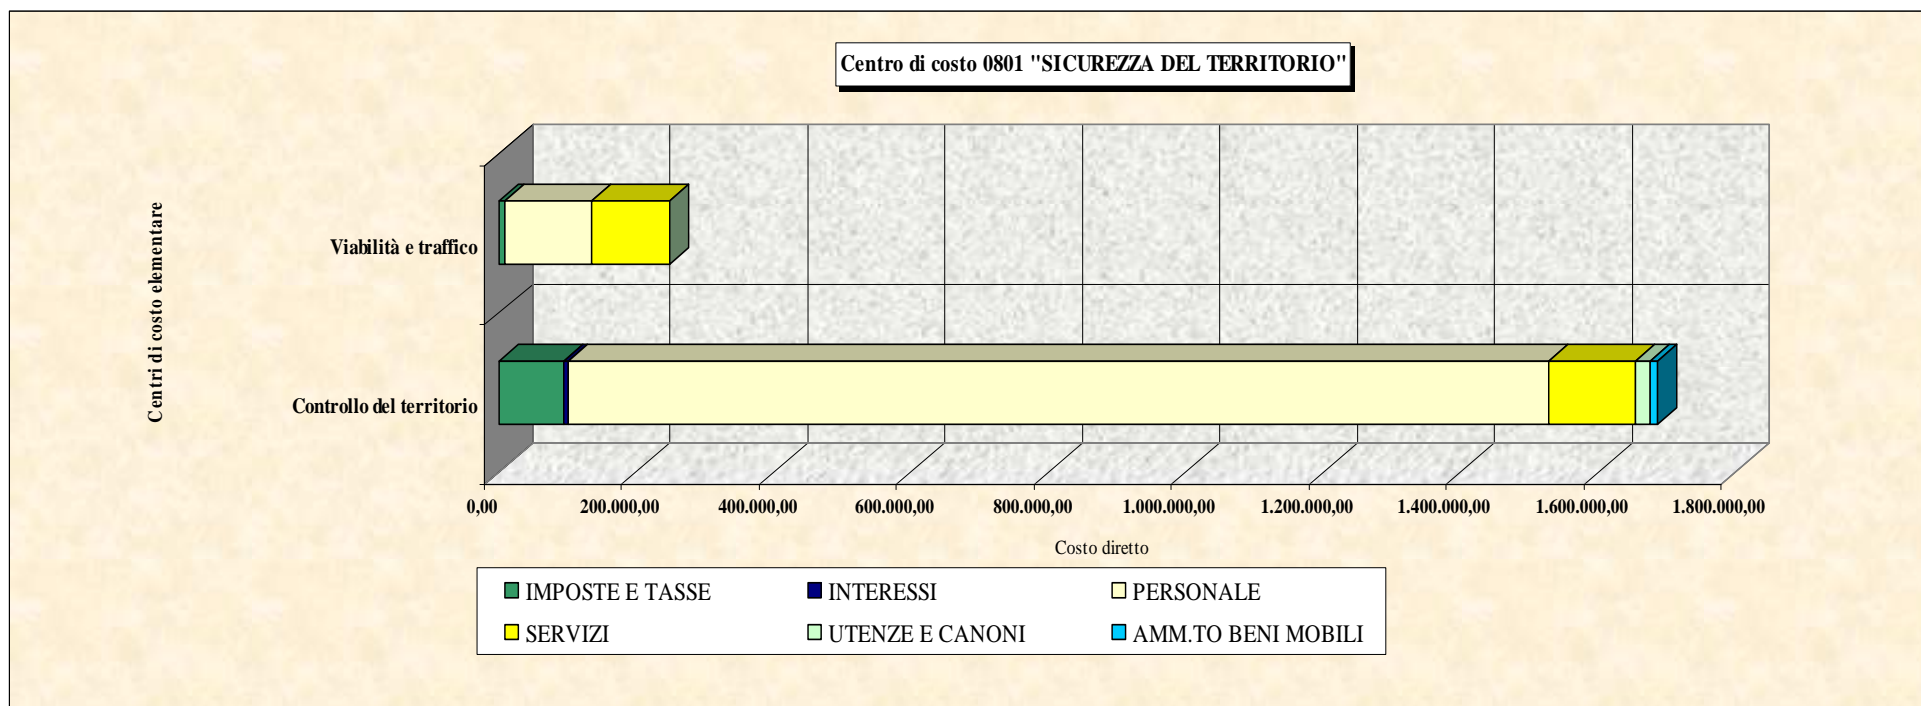 Centro di costo 0801 "SICUREZZA DEL TERRITORIO"
Centri di costo elementare
Viabilità e traffico
Controllo del territorio
0,00 200.000,00 400.000,00 600.000,00 800.000,00 1.000.000,00 1.200.000,00 1.400.000,00 1.600.000,00 1.800.000,00
Costo diretto
IMPOSTE E TASSE INTERESSI PERSONALE
SERVIZI UTENZE E CANONI AMM.TO BENI MOBILI